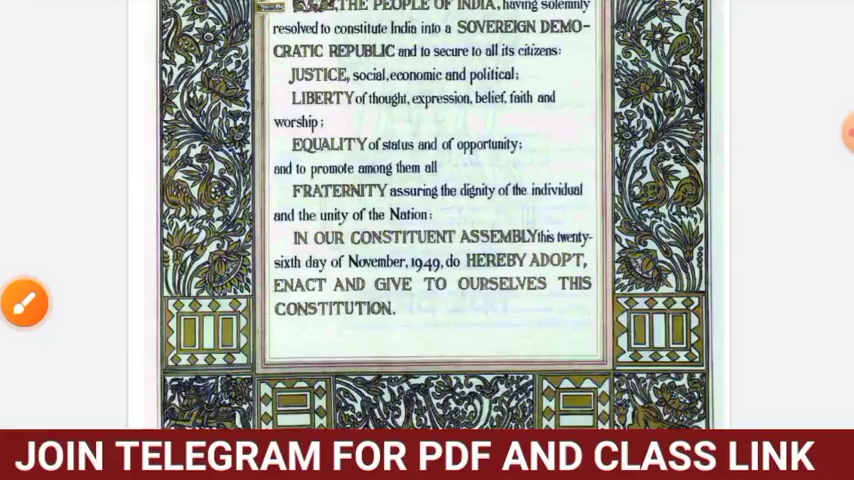 THE PEOPLE OF INDIA, having solemnly
resolved to constitute India into a SOVEREIGN DEMO-
CRATIC REPUBLIC and to secure to all its citizens:
JUSTICE, social, economic and political;
LIBERTY of thought, expression, belief, faith and
worship;
EQUALITY of status and of opportunity;
and to promote among them all
FRATERNITY assuring the dignity of the individual
and the unity of the Nation;
IN OUR CONSTITUENT ASSEMBLY this twenty-
sixth day of November, 1949, do HEREBY ADOPT,
ENACT AND GIVE TO OURSELVES THIS
CONSTITUTION.
JOIN TELEGRAM FOR PDF AND CLASS LINK